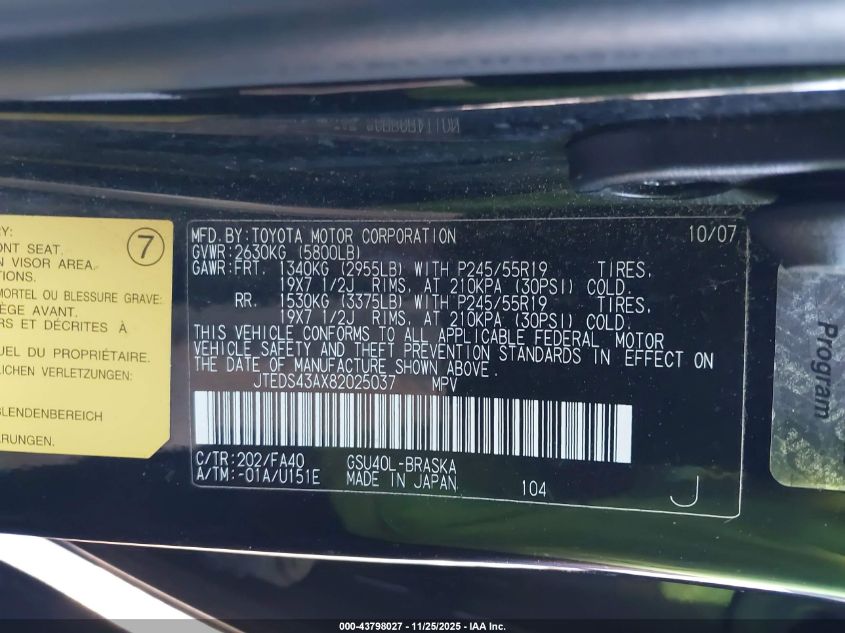 RY:
ONT SEAT.
N VISOR AREA.
7
MORTEL OU BLESSURE GRAVE:
ÈGE AVANT.
RS ET DÉCRITES À
UEL DU PROPRIÉTAIRE.
LICHEN VERLETZUNGEN:
BLENDENBEREICH
ÄRUNGEN.
MFD. BY: TOYOTA MOTOR CORPORATION 10/07
GVWR: 2630KG (5800LB)
GAWR: FRT. 1340KG (2955LB) WITH P245/55R19 TIRES,
19X7 1/2J RIMS, AT 210KPA (30PSI) COLD.
RR. 1530KG (3375LB) WITH P245/55R19 TIRES,
19X7 1/2J RIMS, AT 210KPA (30PSI) COLD.
THIS VEHICLE CONFORMS TO ALL APPLICABLE FEDERAL MOTOR
VEHICLE SAFETY AND THEFT PREVENTION STANDARDS IN EFFECT ON
THE DATE OF MANUFACTURE SHOWN ABOVE.
JTEDS43AX82025037 MPV
C/TR: 202/FA40 GSU40L-BRASKA
A/TM: -01A/U151E MADE IN JAPAN 104 J
Program
000-43798027 - 11/25/2025 - IAA Inc.